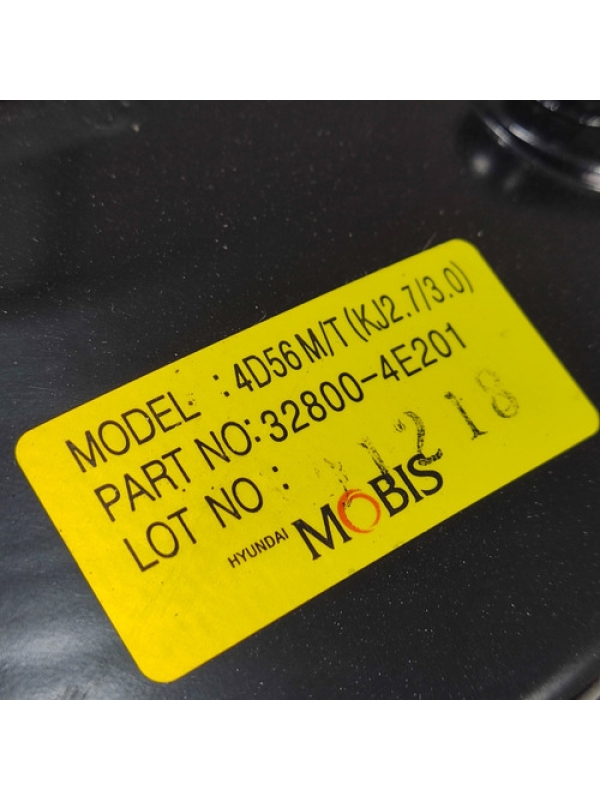 MODEL : 4D56 M/T (KJ2.7/3.0)
PART NO: 32800-4E201
LOT NO :
HYUNDAI MOBIS